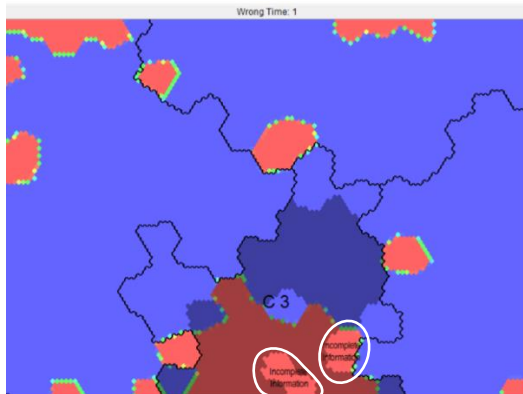 Wrong Time: 1
C 3
Incomplete
Information
Incomplete
Information